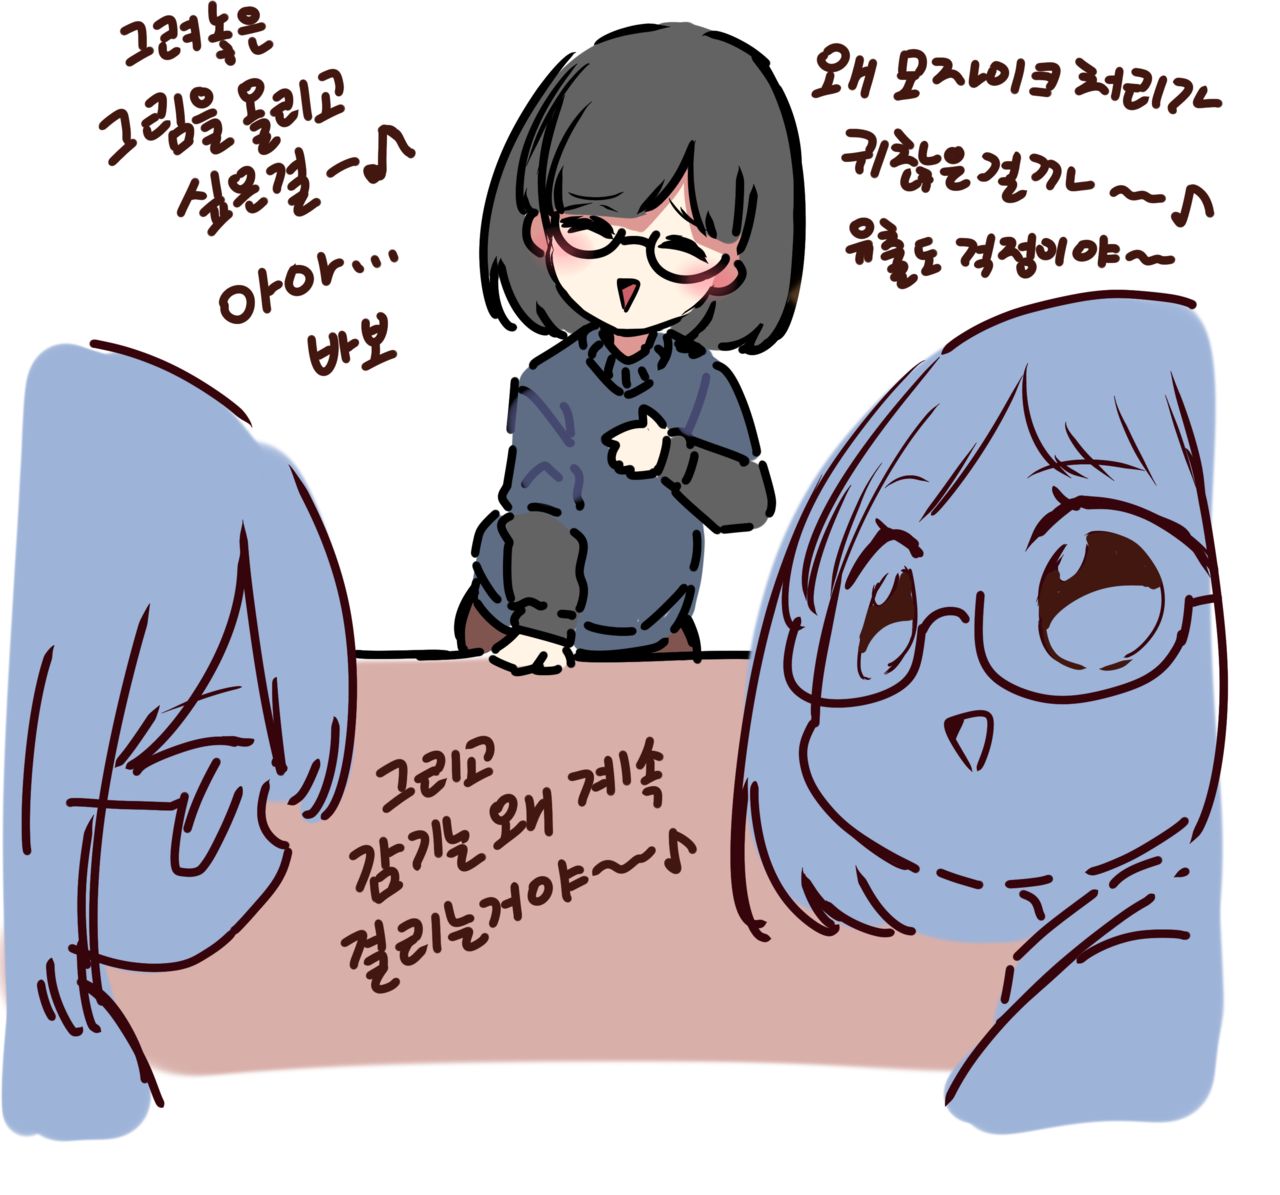 그려놓은
그림을 올리고
싶은걸~♪
아아...
바보
왜 모자이크 처리가
귀찮은걸까~♪
유출도 걱정이야~
그리고
감기는 왜 계속
걸리는거야~♪